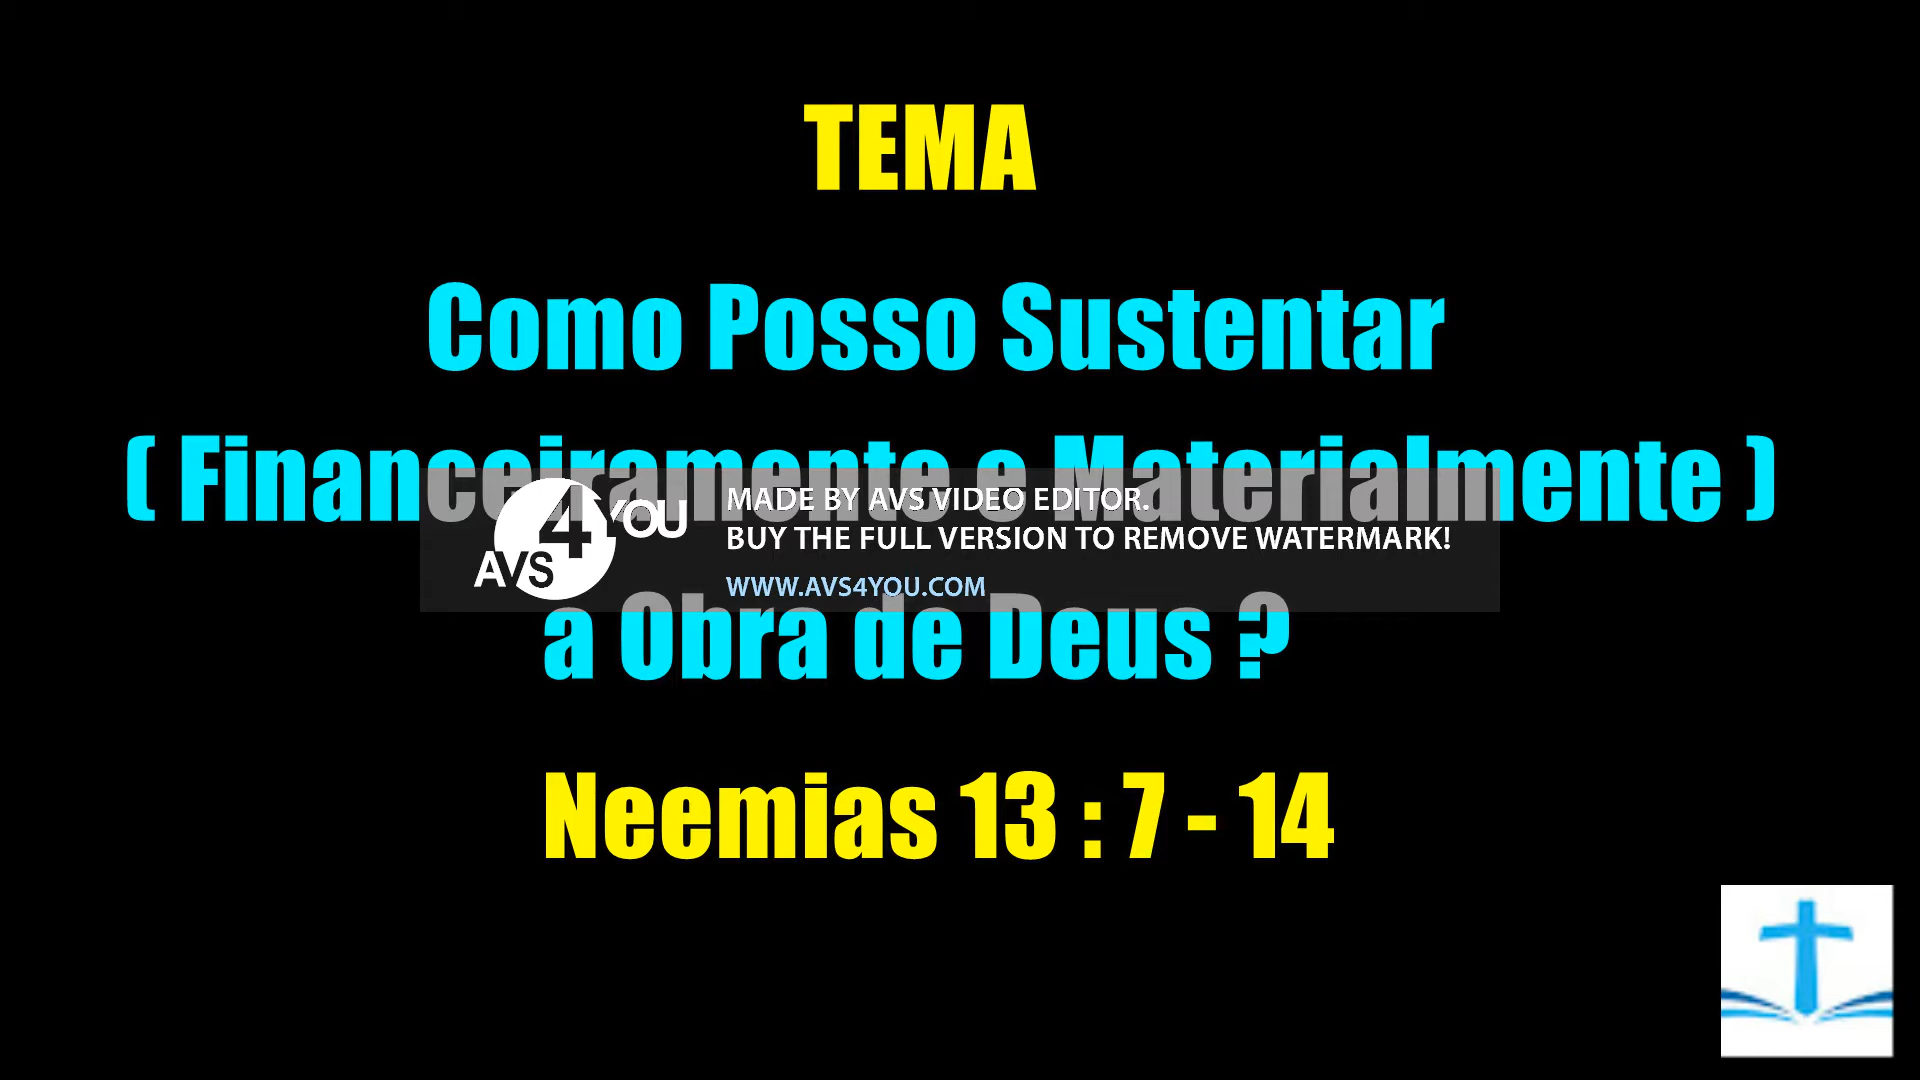 TEMA
Como Posso Sustentar
( Financeiramente e Materialmente )
AVS4YOU
MADE BY AVS VIDEO EDITOR.
BUY THE FULL VERSION TO REMOVE WATERMARK!
WWW.AVS4YOU.COM
a Obra de Deus ?
Neemias 13 : 7 - 14